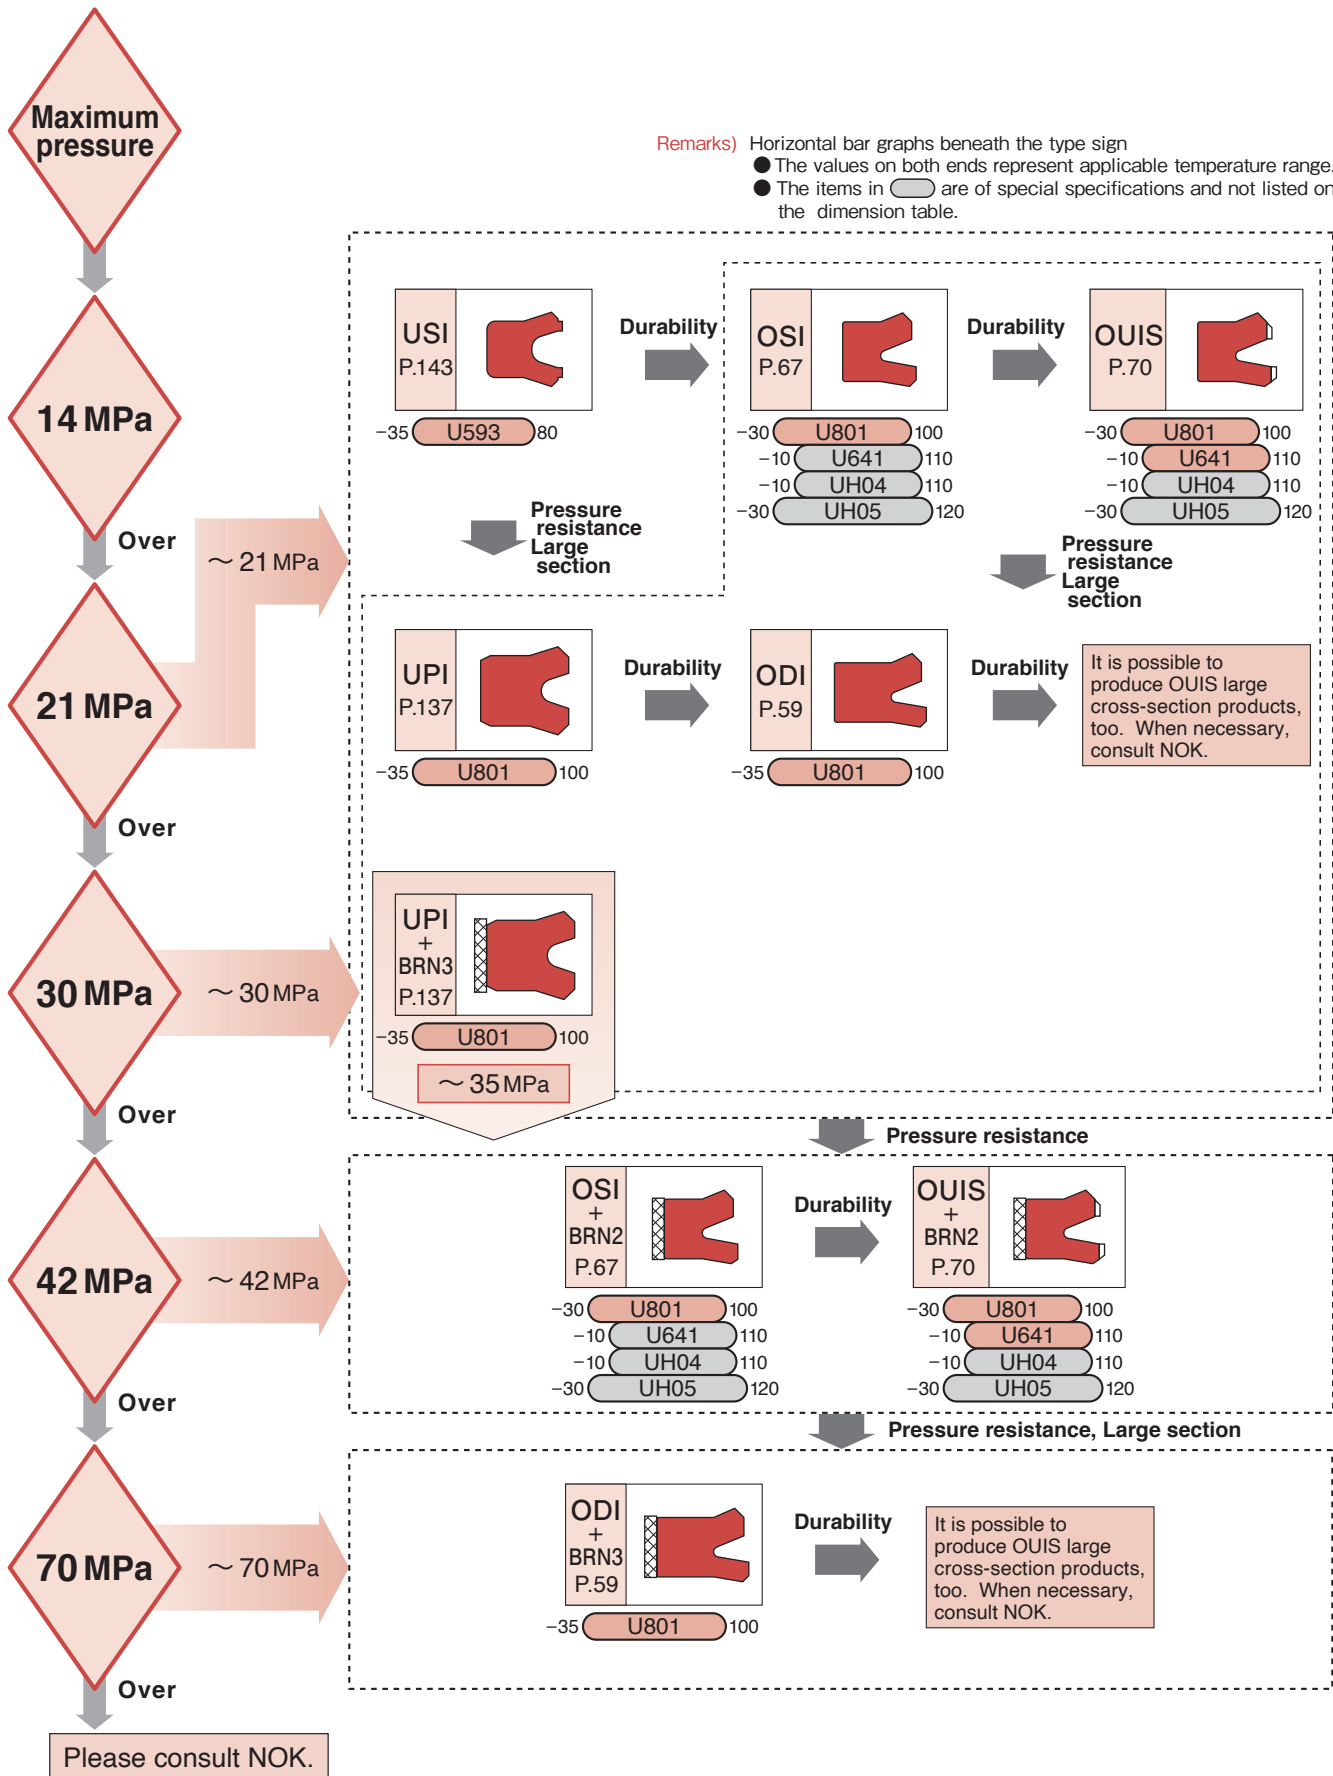 Maximum
pressure
Remarks) Horizontal bar graphs beneath the type sign
● The values on both ends represent applicable temperature range.
● The items in are of special specifications and not listed on
the dimension table.
14 MPa
Over
~ 21 MPa
21 MPa
Over
USI
P.143
−35 U593 80
Durability
OSI
P.67
−30 U801 100
−10 U641 110
−10 UH04 110
−30 UH05 120
Durability
OUIS
P.70
−30 U801 100
−10 U641 110
−10 UH04 110
−30 UH05 120
Pressure
resistance
Large
section
Pressure
resistance
Large
section
UPI
P.137
−35 U801 100
Durability
ODI
P.59
−35 U801 100
Durability
It is possible to
produce OUIS large
cross-section products,
too. When necessary,
consult NOK.
30 MPa
~ 30 MPa
Over
UPI
+
BRN3
P.137
−35 U801 100
~ 35 MPa
Pressure resistance
42 MPa
~ 42 MPa
Over
OSI
+
BRN2
P.67
−30 U801 100
−10 U641 110
−10 UH04 110
−30 UH05 120
Durability
OUIS
+
BRN2
P.70
−30 U801 100
−10 U641 110
−10 UH04 110
−30 UH05 120
Pressure resistance, Large section
70 MPa
~ 70 MPa
Over
ODI
+
BRN3
P.59
−35 U801 100
Durability
It is possible to
produce OUIS large
cross-section products,
too. When necessary,
consult NOK.
Please consult NOK.